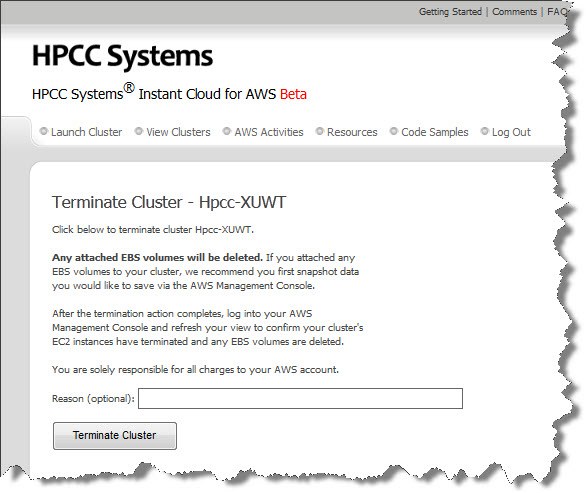 Getting Started | Comments | FAQ
HPCC Systems
HPCC Systems® Instant Cloud for AWS Beta
Launch Cluster View Clusters AWS Activities Resources Code Samples Log Out
Terminate Cluster - Hpcc-XUWT
Click below to terminate cluster Hpcc-XUWT.
Any attached EBS volumes will be deleted. If you attached any
EBS volumes to your cluster, we recommend you first snapshot data
you would like to save via the AWS Management Console.
After the termination action completes, log into your AWS
Management Console and refresh your view to confirm your cluster's
EC2 instances have terminated and any EBS volumes are deleted.
You are solely responsible for all charges to your AWS account.
Reason (optional):
Terminate Cluster